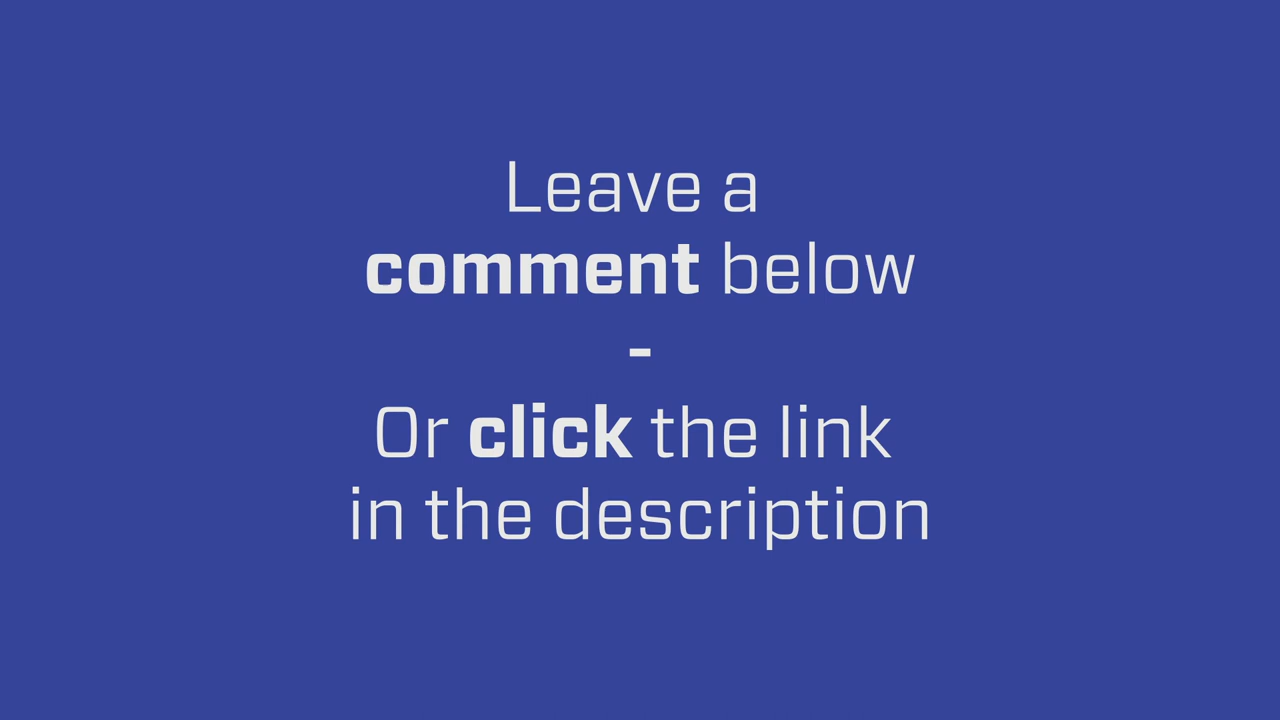 Leave a
comment below
-
Or click the link
in the description